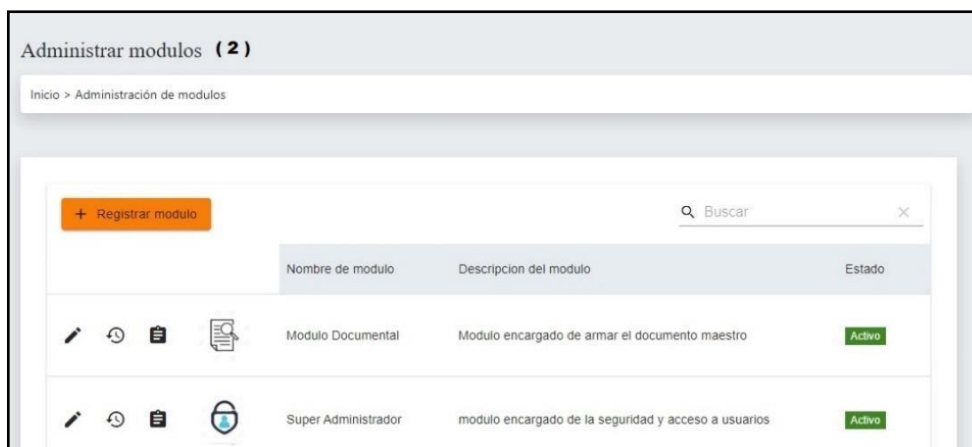 Administrar modulos (2)
Inicio > Administración de modulos
+ Registrar modulo
Buscar
Nombre de modulo Descripcion del modulo Estado
Modulo Documental Modulo encargado de armar el documento maestro Activo
Super Administrador modulo encargado de la seguridad y acceso a usuarios Activo